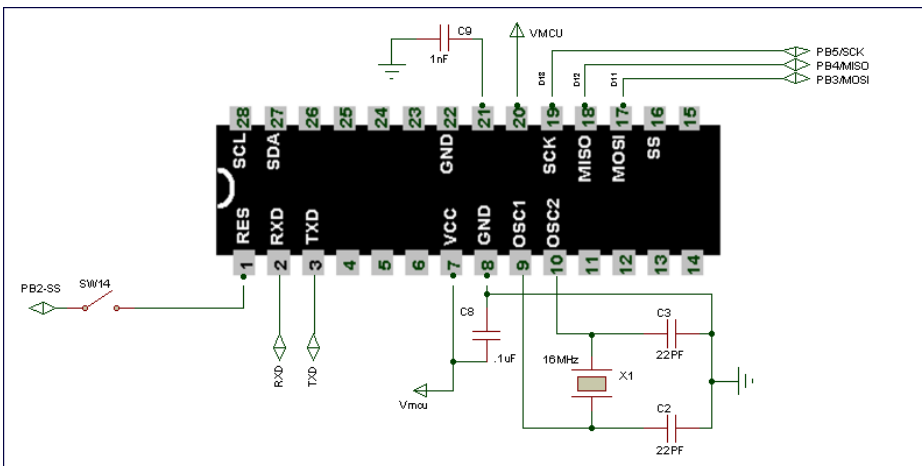 C9
1nF
VMCU
PB5/SCK
PB4/MISO
PB3/MOSI
D13 D12 D11
28 27 26 25 24 23 22 21 20 19 18 17 16 15
SCL SDA GND SCK MISO MOSI SS
RES RXD TXD VCC GND OSC1 OSC2
1 2 3 4 5 6 7 8 9 10 11 12 13 14
PB2-SS
SW14
RXD
TXD
C8
.1uF
Vmcu
16MHz
X1
C3
22PF
C2
22PF